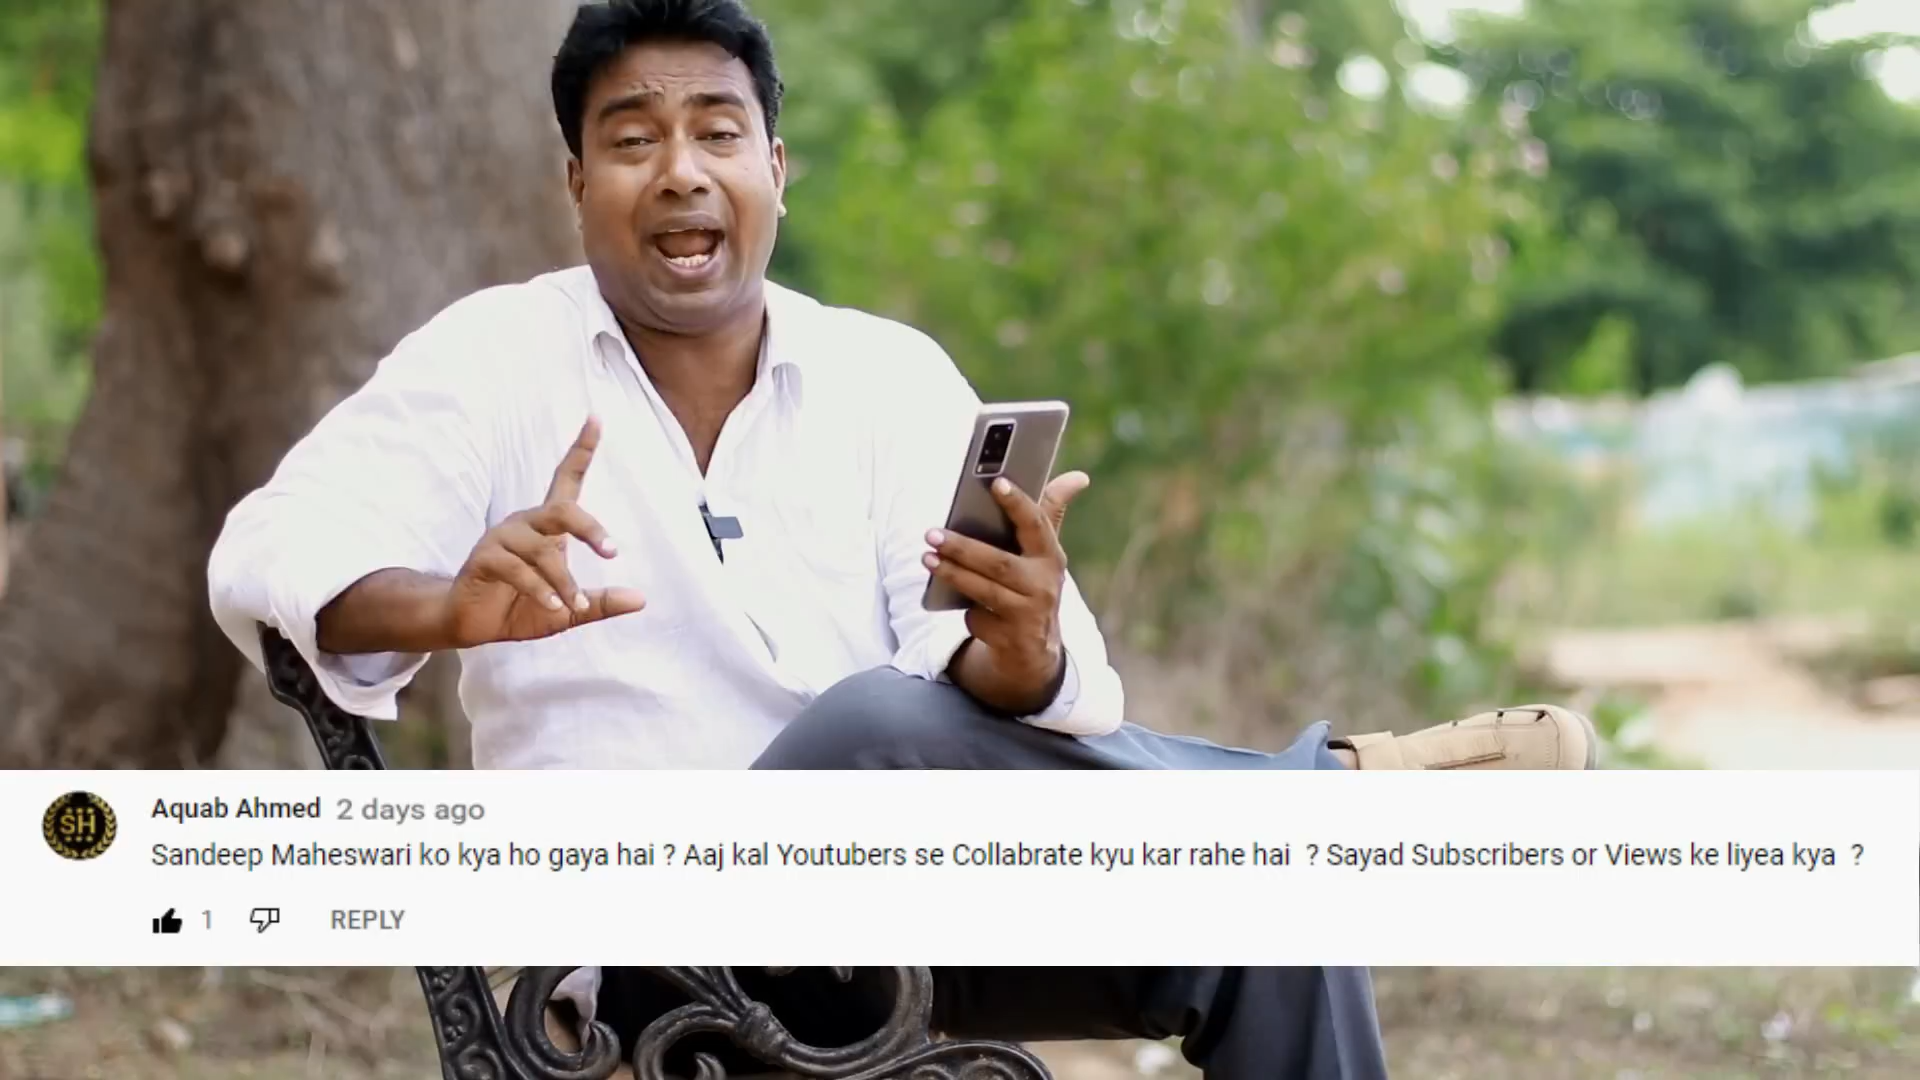 SH
Aquab Ahmed 2 days ago
Sandeep Maheswari ko kya ho gaya hai ? Aaj kal Youtubers se Collabrate kyu kar rahe hai ? Sayad Subscribers or Views ke liyea kya ?
1 REPLY